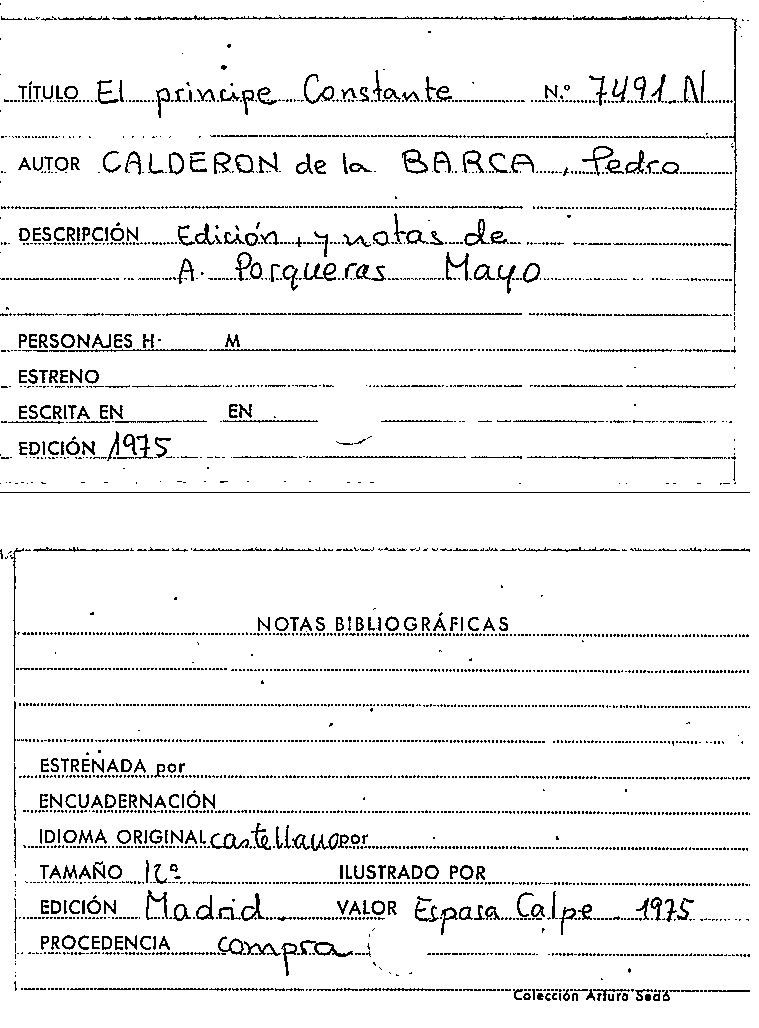 TÍTULO El principe Constante N.º 7491 N
AUTOR CALDERON de la BARCA, Pedro
DESCRIPCIÓN Edición, y notas de
A. Porqueras Mayo
PERSONAJES H. M
ESTRENO
ESCRITA EN EN
EDICIÓN 1975
NOTAS BIBLIOGRÁFICAS
ESTRENADA por
ENCUADERNACIÓN
IDIOMA ORIGINAL castellano por
TAMAÑO 12º ILUSTRADO POR
EDICIÓN Madrid. VALOR Espasa Calpe 1975
PROCEDENCIA compra
Colección Arturo Sedó